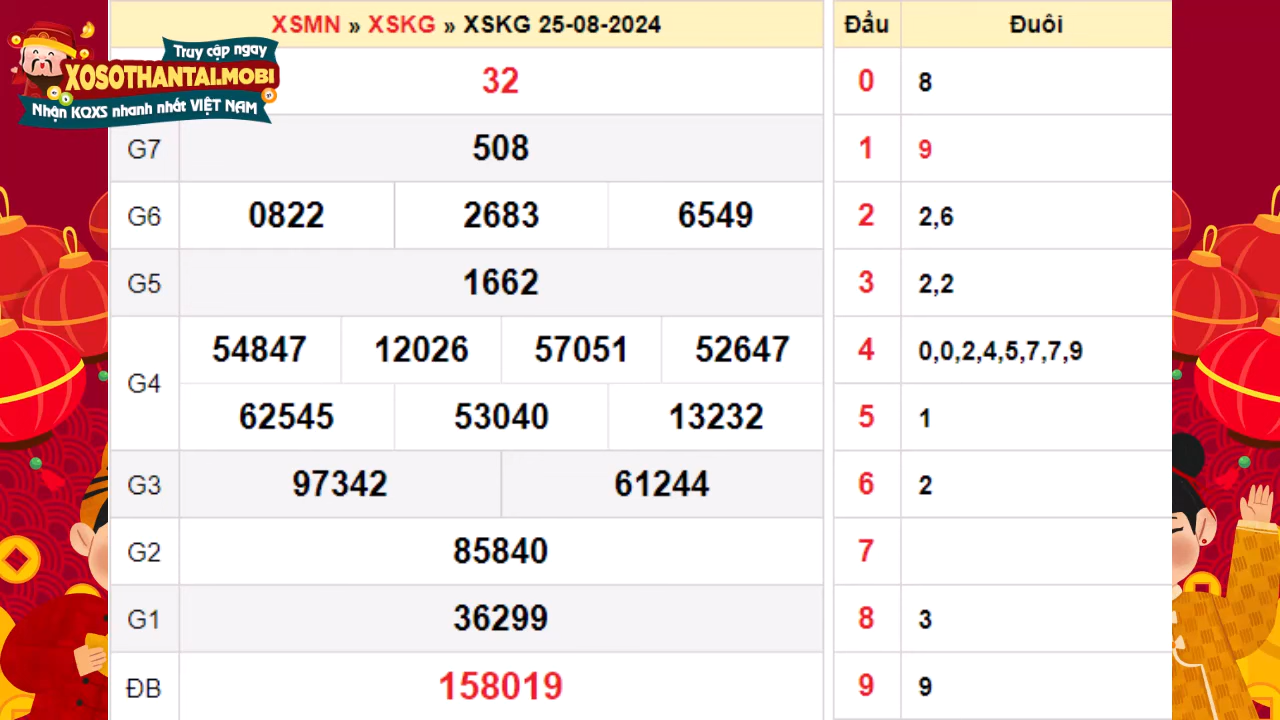 Truy cập ngay
XOSOTHANTAI.MOBI
Nhận KQXS nhanh nhất VIỆT NAM
XSMN » XSKG » XSKG 25-08-2024
32
G7 508
G6 0822 2683 6549
G5 1662
G4 54847 12026 57051 52647
62545 53040 13232
G3 97342 61244
G2 85840
G1 36299
ĐB 158019
Đầu Đuôi
0 8
1 9
2 2,6
3 2,2
4 0,0,2,4,5,7,7,9
5 1
6 2
7
8 3
9 9